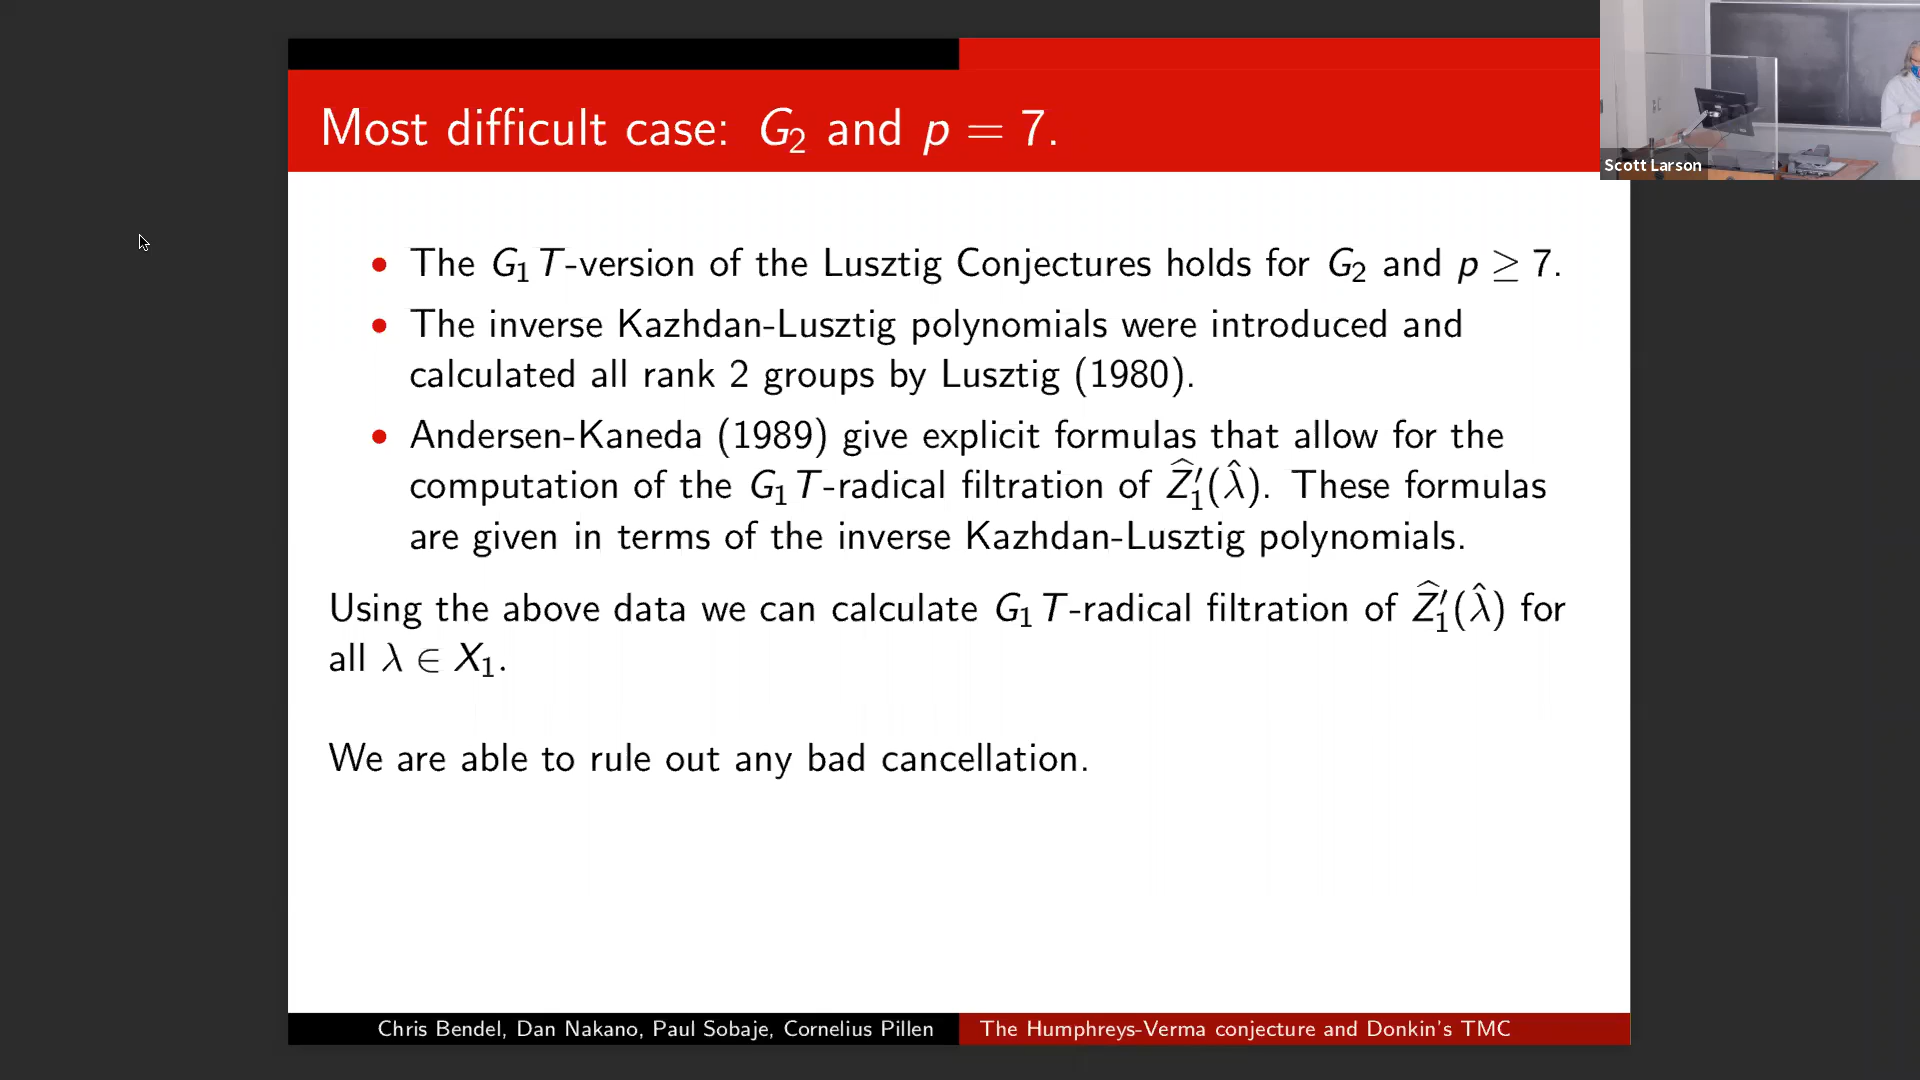 Most difficult case: G₂ and p = 7.
Scott Larson
• The G₁T-version of the Lusztig Conjectures holds for G₂ and p ≥ 7.
• The inverse Kazhdan-Lusztig polynomials were introduced and
calculated all rank 2 groups by Lusztig (1980).
• Andersen-Kaneda (1989) give explicit formulas that allow for the
computation of the G₁T-radical filtration of Ẑ′₁(λ̂). These formulas
are given in terms of the inverse Kazhdan-Lusztig polynomials.
Using the above data we can calculate G₁T-radical filtration of Ẑ′₁(λ̂) for
all λ ∈ X₁.
We are able to rule out any bad cancellation.
Chris Bendel, Dan Nakano, Paul Sobaje, Cornelius Pillen
The Humphreys-Verma conjecture and Donkin's TMC